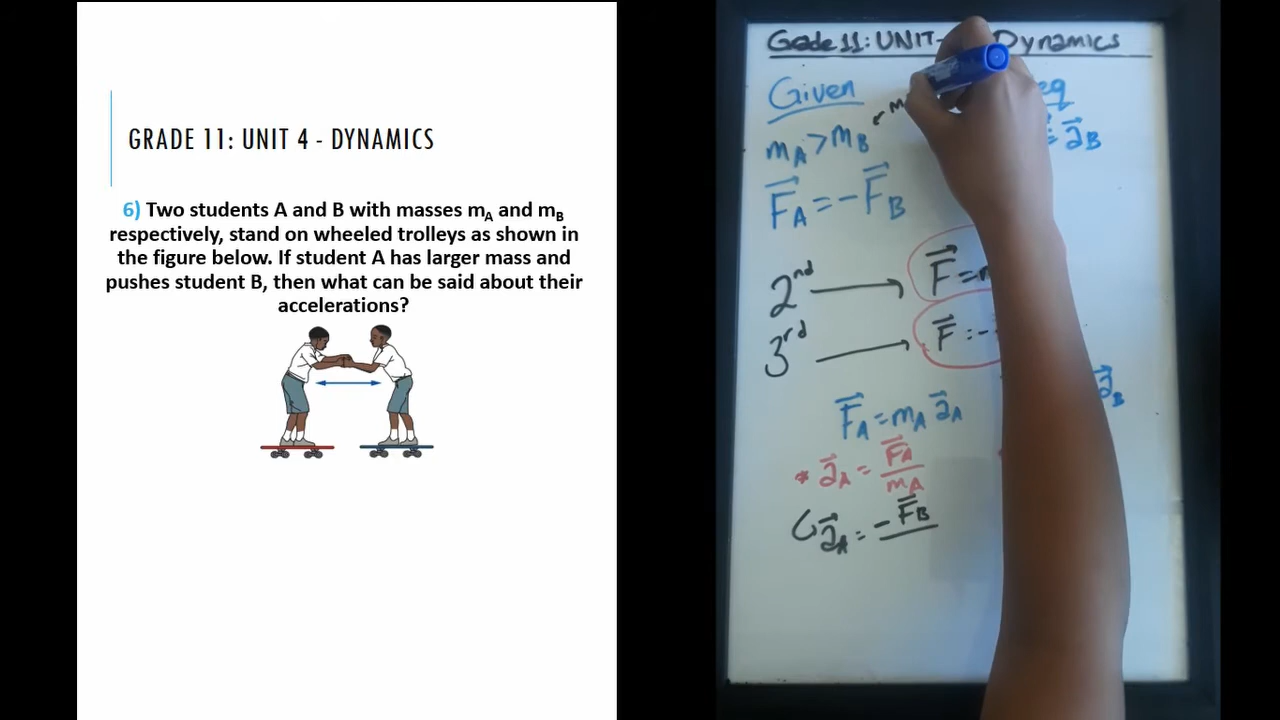 GRADE 11: UNIT 4 - DYNAMICS
6) Two students A and B with masses mA and mB
respectively, stand on wheeled trolleys as shown in
the figure below. If student A has larger mass and
pushes student B, then what can be said about their
accelerations?
Grade 11: UNIT- Dynamics
Given
mA > mB
F⃗A = -F⃗B
a⃗B
2nd → F⃗ =
3rd → F⃗ = -
a⃗B
F⃗A = mA a⃗A
* a⃗A = F⃗A / mA
a⃗A = -F⃗B